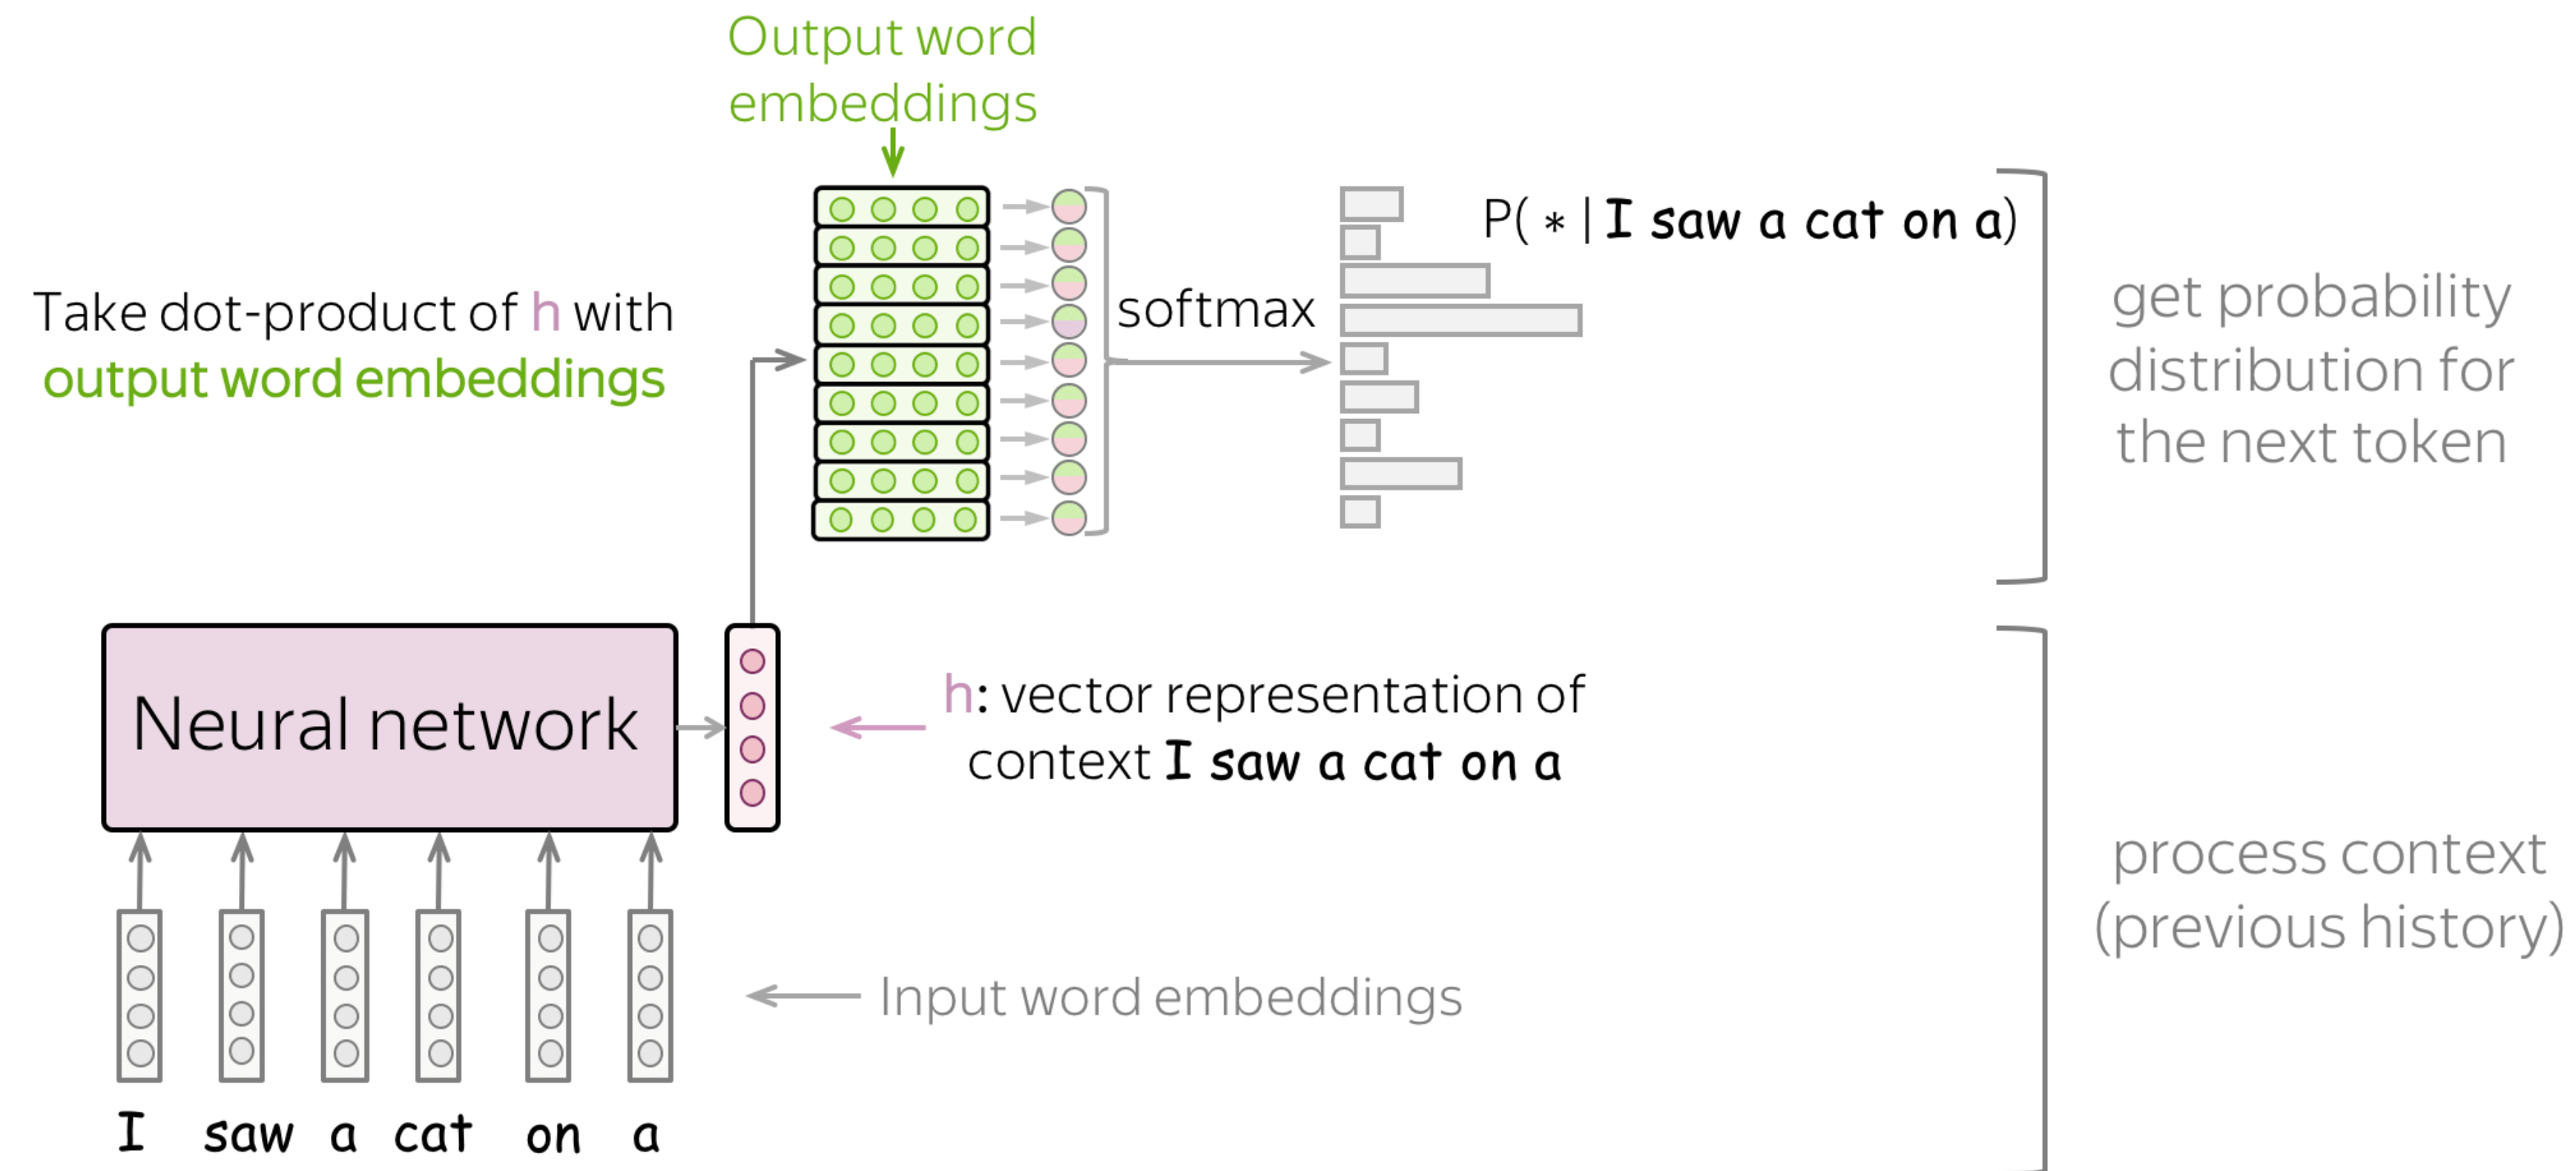 Output word
embeddings
Take dot-product of h with
output word embeddings
softmax
P( * | I saw a cat on a)
get probability
distribution for
the next token
Neural network
h: vector representation of
context I saw a cat on a
Input word embeddings
process context
(previous history)
I saw a cat on a